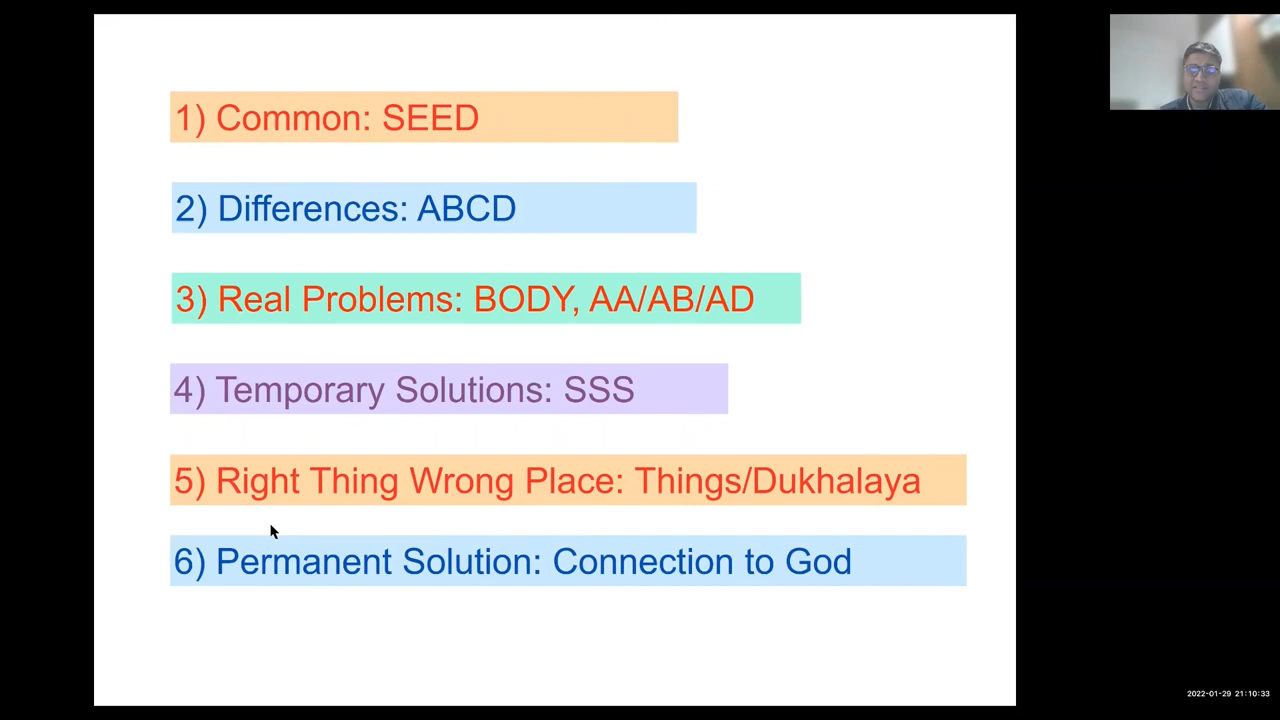 1) Common: SEED
2) Differences: ABCD
3) Real Problems: BODY, AA/AB/AD
4) Temporary Solutions: SSS
5) Right Thing Wrong Place: Things/Dukhalaya
6) Permanent Solution: Connection to God
2022-01-29 21:10:33